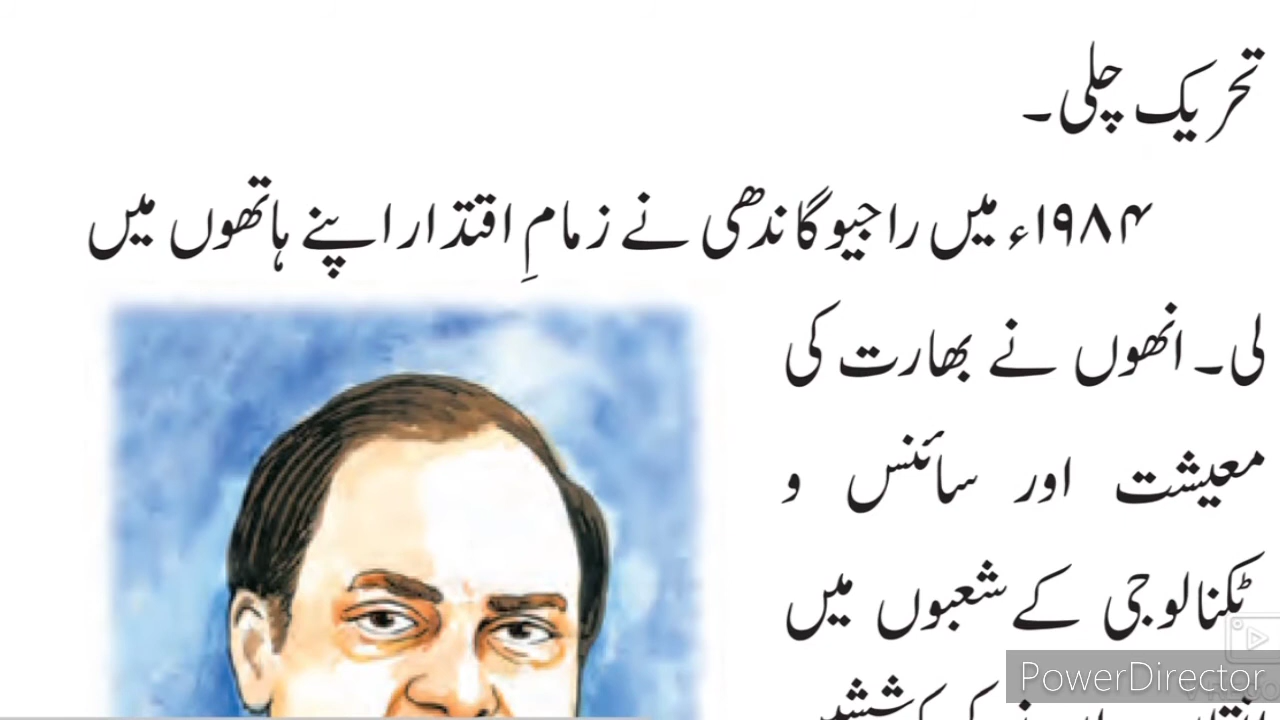 تحریک چلی۔
۱۹۸۴ء میں راجیو گاندھی نے زمامِ اقتدار اپنے ہاتھوں میں
لی۔ انھوں نے بھارت کی
معیشت اور سائنس و
ٹکنالوجی کے شعبوں میں
PowerDirector